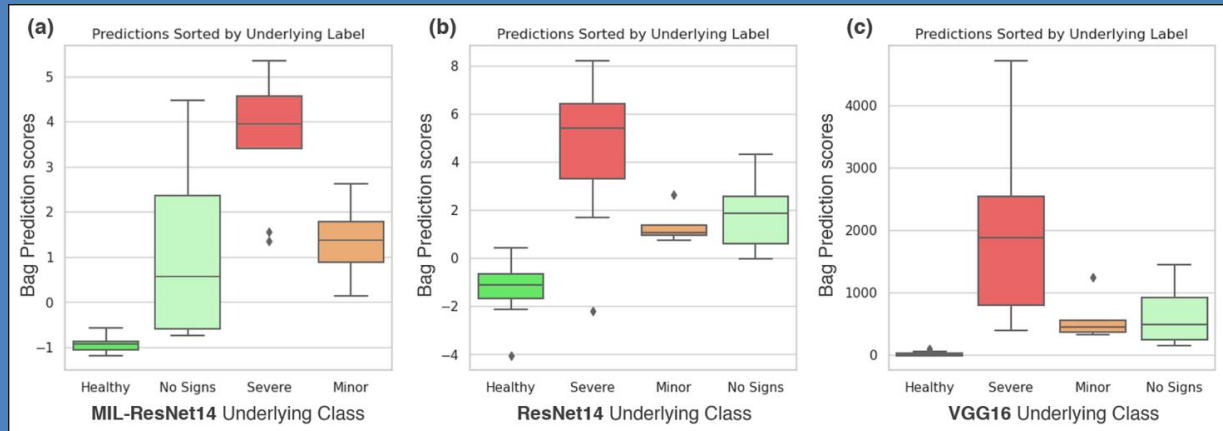 (a)
Predictions Sorted by Underlying Label
Bag Prediction scores
5
4
3
2
1
0
−1
Healthy No Signs Severe Minor
MIL-ResNet14 Underlying Class
(b)
Predictions Sorted by Underlying Label
Bag Prediction scores
8
6
4
2
0
−2
−4
Healthy Severe Minor No Signs
ResNet14 Underlying Class
(c)
Predictions Sorted by Underlying Label
Bag Prediction scores
4000
3000
2000
1000
0
Healthy Severe Minor No Signs
VGG16 Underlying Class